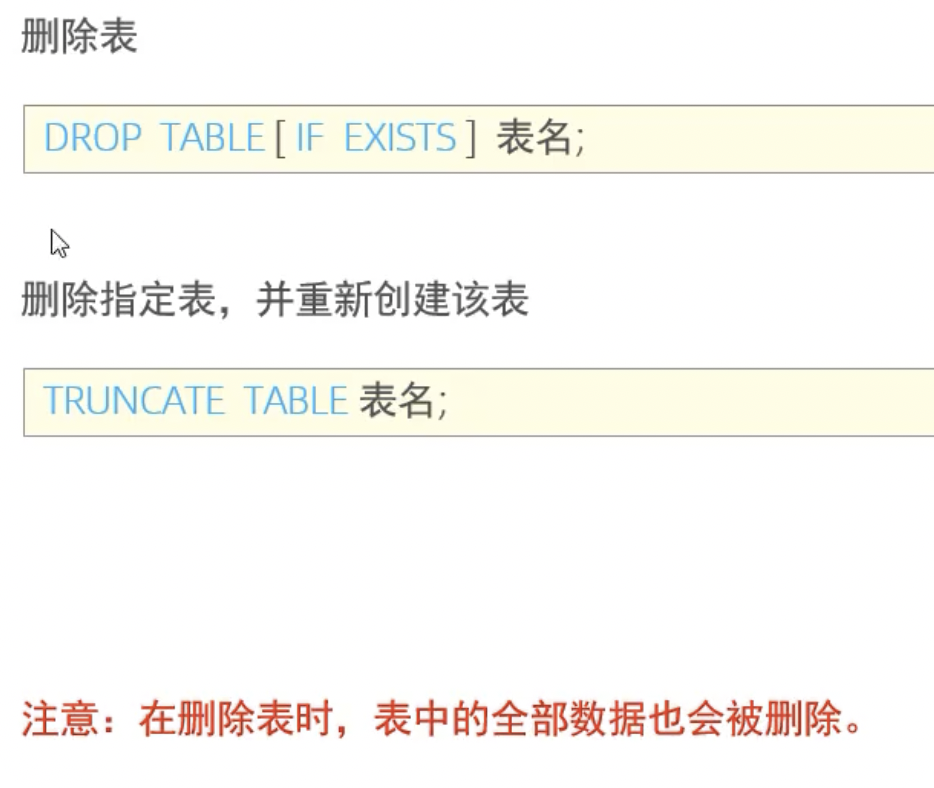 删除表
DROP TABLE [ IF EXISTS ] 表名;
删除指定表，并重新创建该表
TRUNCATE TABLE 表名;
注意：在删除表时，表中的全部数据也会被删除。